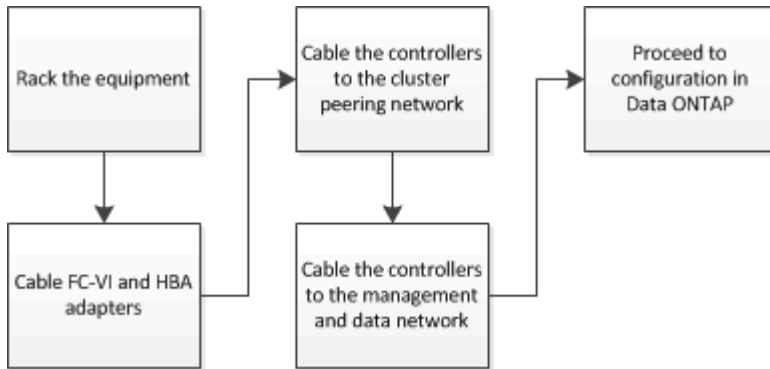 Rack the equipment
Cable FC-VI and HBA
adapters
Cable the controllers
to the cluster
peering network
Cable the controllers
to the management
and data network
Proceed to
configuration in
Data ONTAP